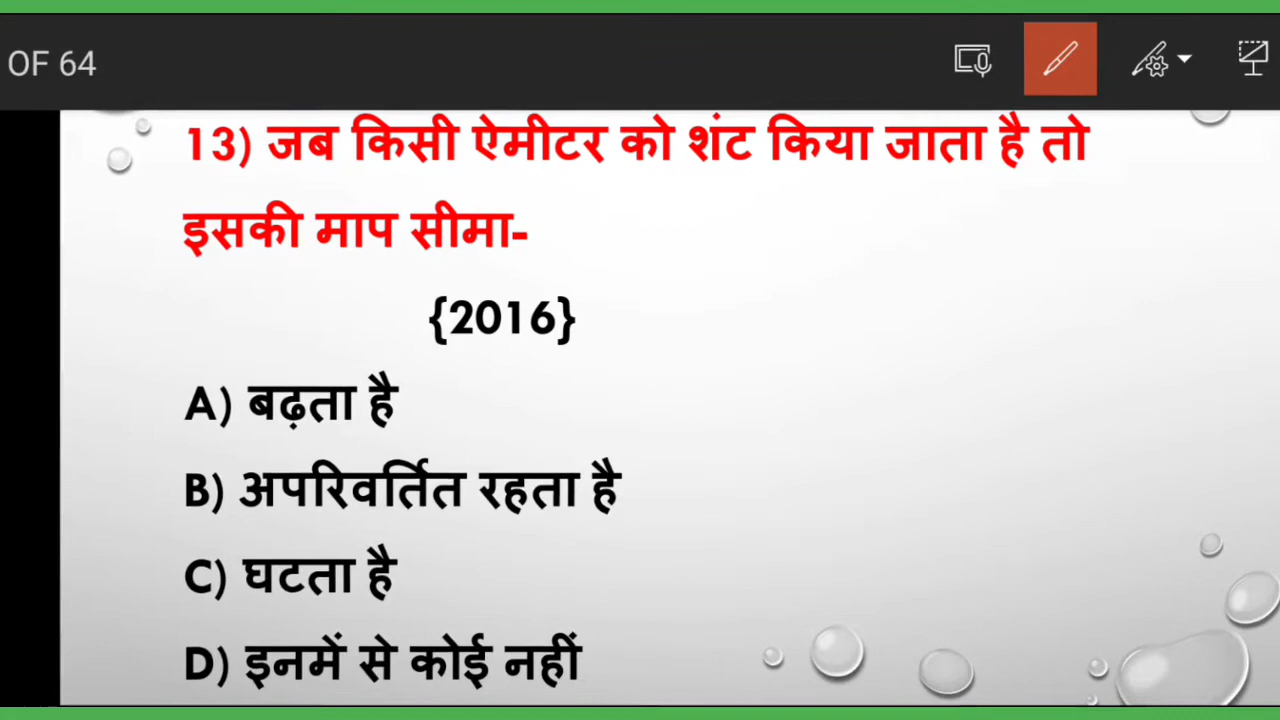 OF 64
13) जब किसी ऐमीटर को शंट किया जाता है तो
इसकी माप सीमा-
{2016}
A) बढ़ता है
B) अपरिवर्तित रहता है
C) घटता है
D) इनमें से कोई नहीं